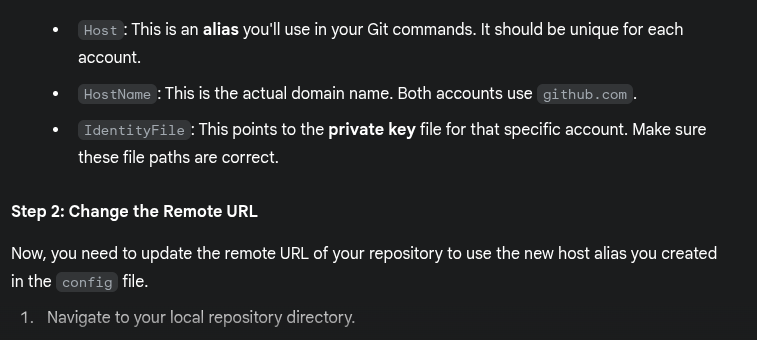 • Host: This is an alias you'll use in your Git commands. It should be unique for each
account.
• HostName: This is the actual domain name. Both accounts use github.com.
• IdentityFile: This points to the private key file for that specific account. Make sure
these file paths are correct.
Step 2: Change the Remote URL
Now, you need to update the remote URL of your repository to use the new host alias you created
in the config file.
1. Navigate to your local repository directory.